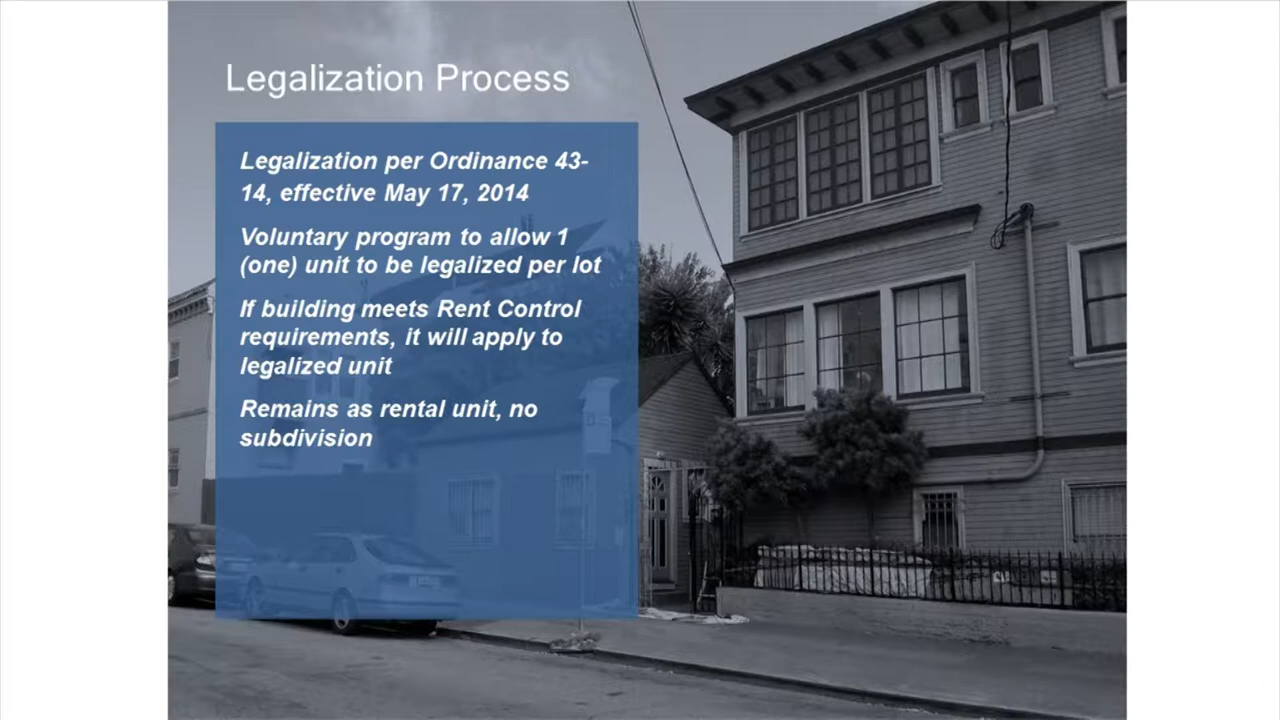 Legalization Process
Legalization per Ordinance 43-
14, effective May 17, 2014
Voluntary program to allow 1
(one) unit to be legalized per lot
If building meets Rent Control
requirements, it will apply to
legalized unit
Remains as rental unit, no
subdivision